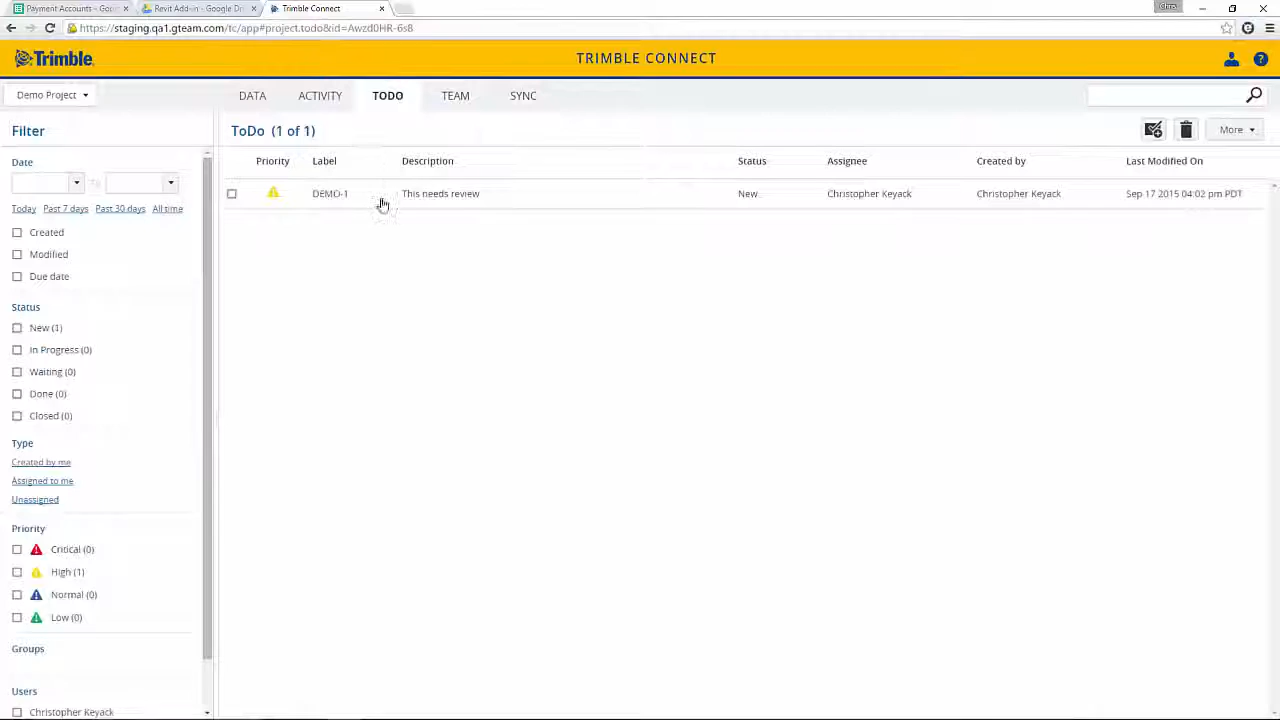 Payment Accounts - Goo
Revit Add-in - Google Dr
Trimble Connect
Chris
https://staging.qa1.gteam.com/tc/app#project.todo&id=Awzd0HR-6s8
Trimble
TRIMBLE CONNECT
Demo Project
DATA
ACTIVITY
TODO
TEAM
SYNC
Filter
ToDo (1 of 1)
More
Date
Priority
Label
Description
Status
Assignee
Created by
Last Modified On
To
DEMO-1
This needs review
New
Christopher Keyack
Christopher Keyack
Sep 17 2015 04:02 pm PDT
Today
Past 7 days
Past 30 days
All time
Created
Modified
Due date
Status
New (1)
In Progress (0)
Waiting (0)
Done (0)
Closed (0)
Type
Created by me
Assigned to me
Unassigned
Priority
Critical (0)
High (1)
Normal (0)
Low (0)
Groups
Users
Christopher Keyack